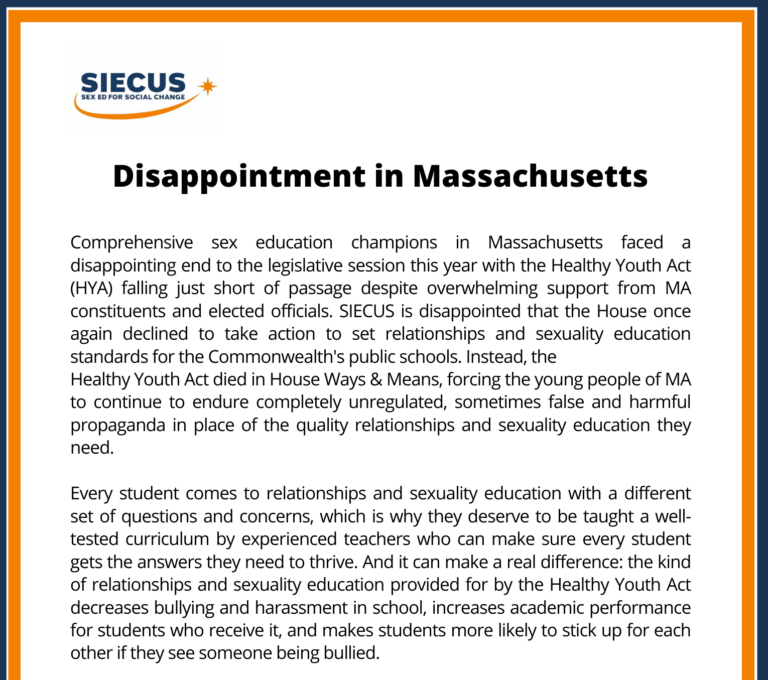 SIECUS
SEX ED FOR SOCIAL CHANGE
Disappointment in Massachusetts
Comprehensive sex education champions in Massachusetts faced a
disappointing end to the legislative session this year with the Healthy Youth Act
(HYA) falling just short of passage despite overwhelming support from MA
constituents and elected officials. SIECUS is disappointed that the House once
again declined to take action to set relationships and sexuality education
standards for the Commonwealth's public schools. Instead, the
Healthy Youth Act died in House Ways & Means, forcing the young people of MA
to continue to endure completely unregulated, sometimes false and harmful
propaganda in place of the quality relationships and sexuality education they
need.
Every student comes to relationships and sexuality education with a different
set of questions and concerns, which is why they deserve to be taught a well-
tested curriculum by experienced teachers who can make sure every student
gets the answers they need to thrive. And it can make a real difference: the kind
of relationships and sexuality education provided for by the Healthy Youth Act
decreases bullying and harassment in school, increases academic performance
for students who receive it, and makes students more likely to stick up for each
other if they see someone being bullied.